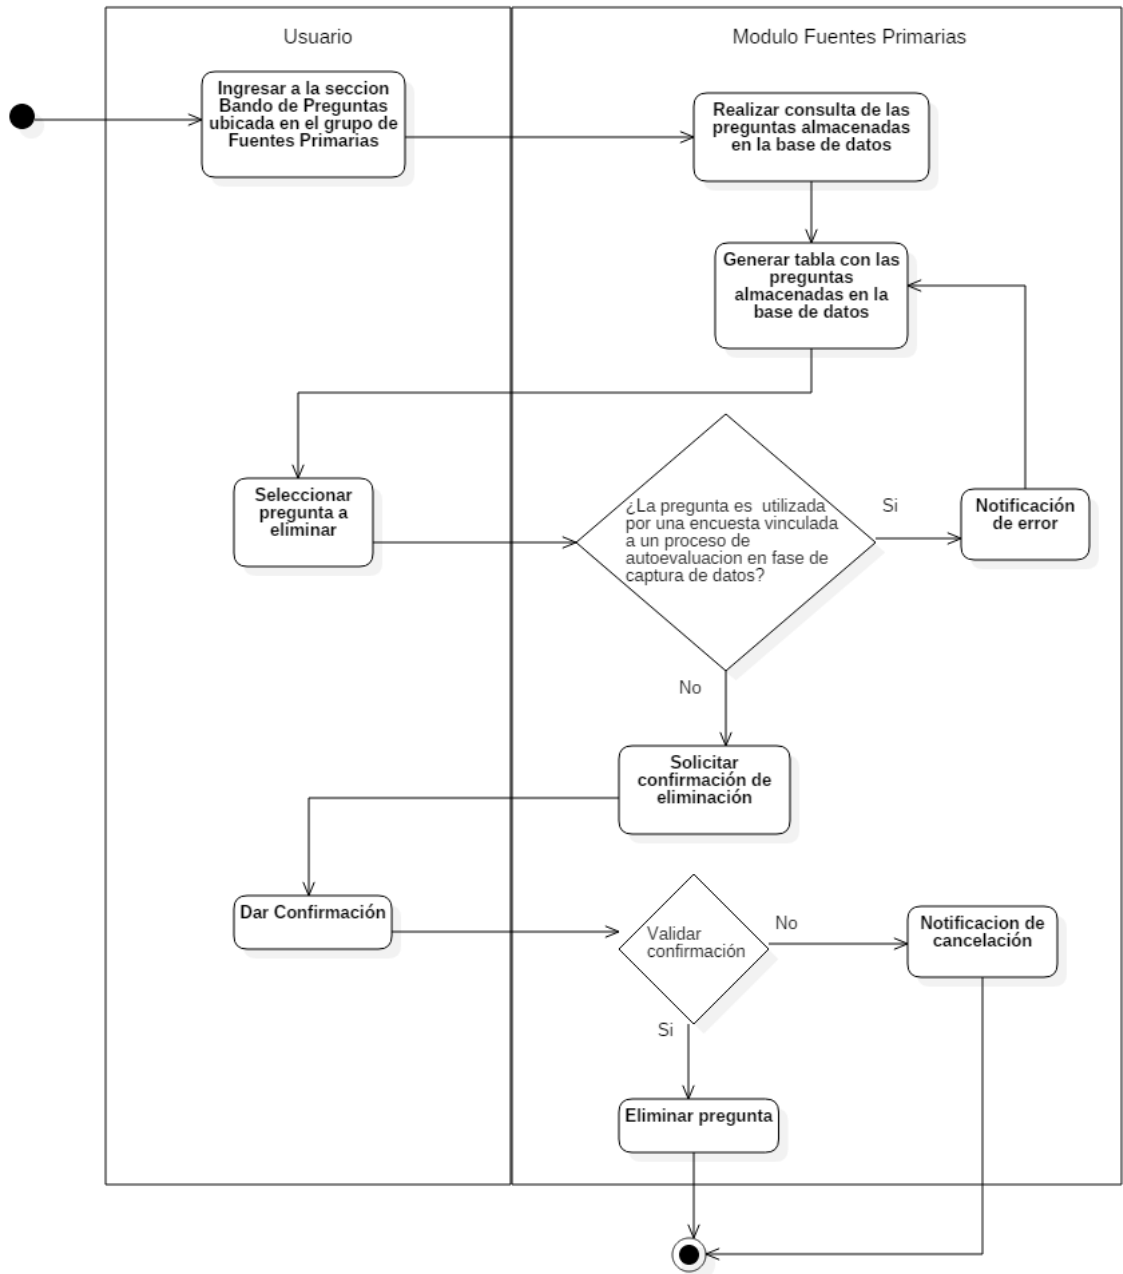 Usuario
Modulo Fuentes Primarias
Ingresar a la seccion
Bando de Preguntas
ubicada en el grupo de
Fuentes Primarias
Realizar consulta de las
preguntas almacenadas
en la base de datos
Generar tabla con las
preguntas
almacenadas en la
base de datos
Seleccionar
pregunta a
eliminar
¿La pregunta es  utilizada
por una encuesta vinculada
a un proceso de
autoevaluacion en fase de
captura de datos?
Si
Notificación
de error
No
Solicitar
confirmación de
eliminación
Dar Confirmación
Validar
confirmación
No
Notificacion de
cancelación
Si
Eliminar pregunta